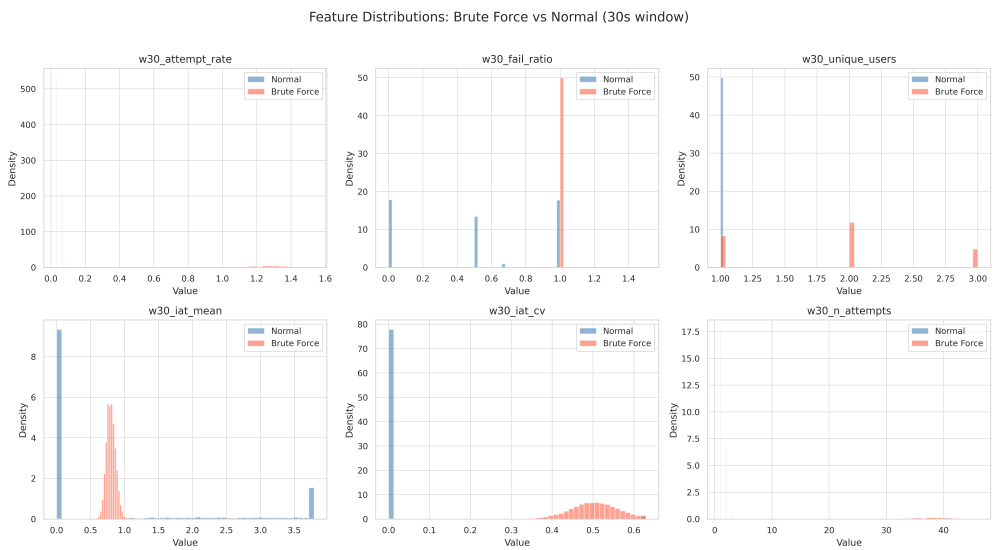 Feature Distributions: Brute Force vs Normal (30s window)
w30_attempt_rate
Density
500
400
300
200
100
0
0.0 0.2 0.4 0.6 0.8 1.0 1.2 1.4 1.6
Value
Normal
Brute Force
w30_fail_ratio
Density
50
40
30
20
10
0
0.0 0.2 0.4 0.6 0.8 1.0 1.2 1.4
Value
Normal
Brute Force
w30_unique_users
Density
50
40
30
20
10
0
1.00 1.25 1.50 1.75 2.00 2.25 2.50 2.75 3.00
Value
Normal
Brute Force
w30_iat_mean
Density
8
6
4
2
0
0.0 0.5 1.0 1.5 2.0 2.5 3.0 3.5
Value
Normal
Brute Force
w30_iat_cv
Density
80
70
60
50
40
30
20
10
0
0.0 0.1 0.2 0.3 0.4 0.5 0.6
Value
Normal
Brute Force
w30_n_attempts
Density
17.5
15.0
12.5
10.0
7.5
5.0
2.5
0.0
0 10 20 30 40
Value
Normal
Brute Force